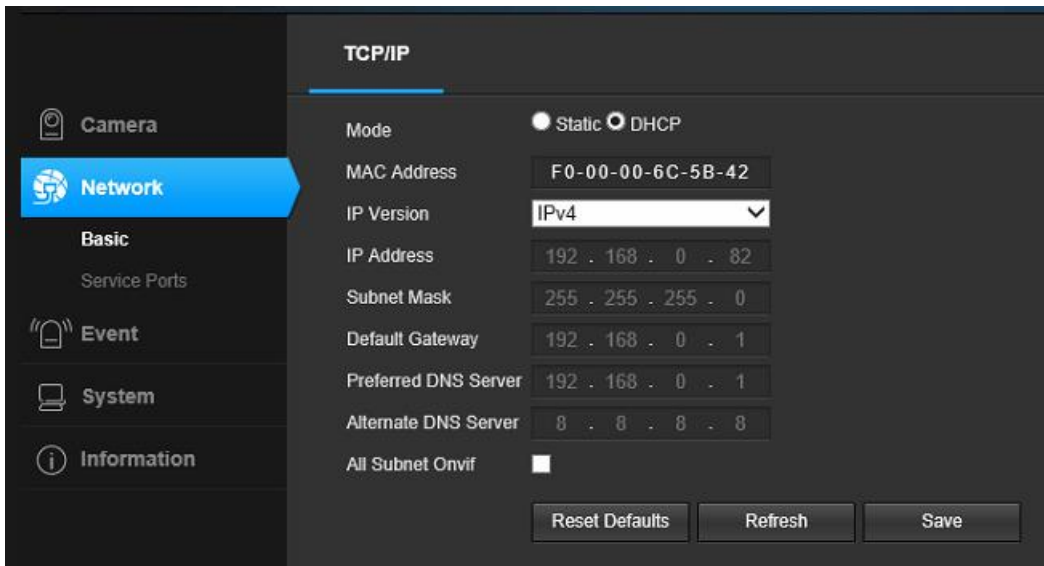 TCP/IP
Camera
Network
Basic
Service Ports
Event
System
Information
Mode Static DHCP
MAC Address F0-00-00-6C-5B-42
IP Version IPv4
IP Address 192 . 168 . 0 . 82
Subnet Mask 255 . 255 . 255 . 0
Default Gateway 192 . 168 . 0 . 1
Preferred DNS Server 192 . 168 . 0 . 1
Alternate DNS Server 8 . 8 . 8 . 8
All Subnet Onvif
Reset Defaults Refresh Save